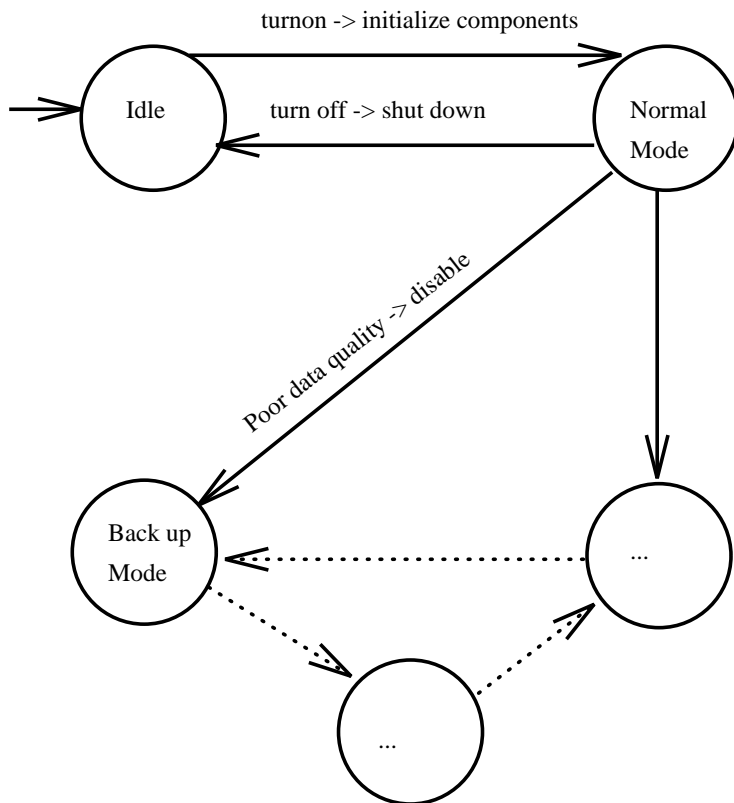 turnon -> initialize components
Idle
turn off -> shut down
Normal
Mode
Poor data quality -> disable
Back up
Mode
...
...